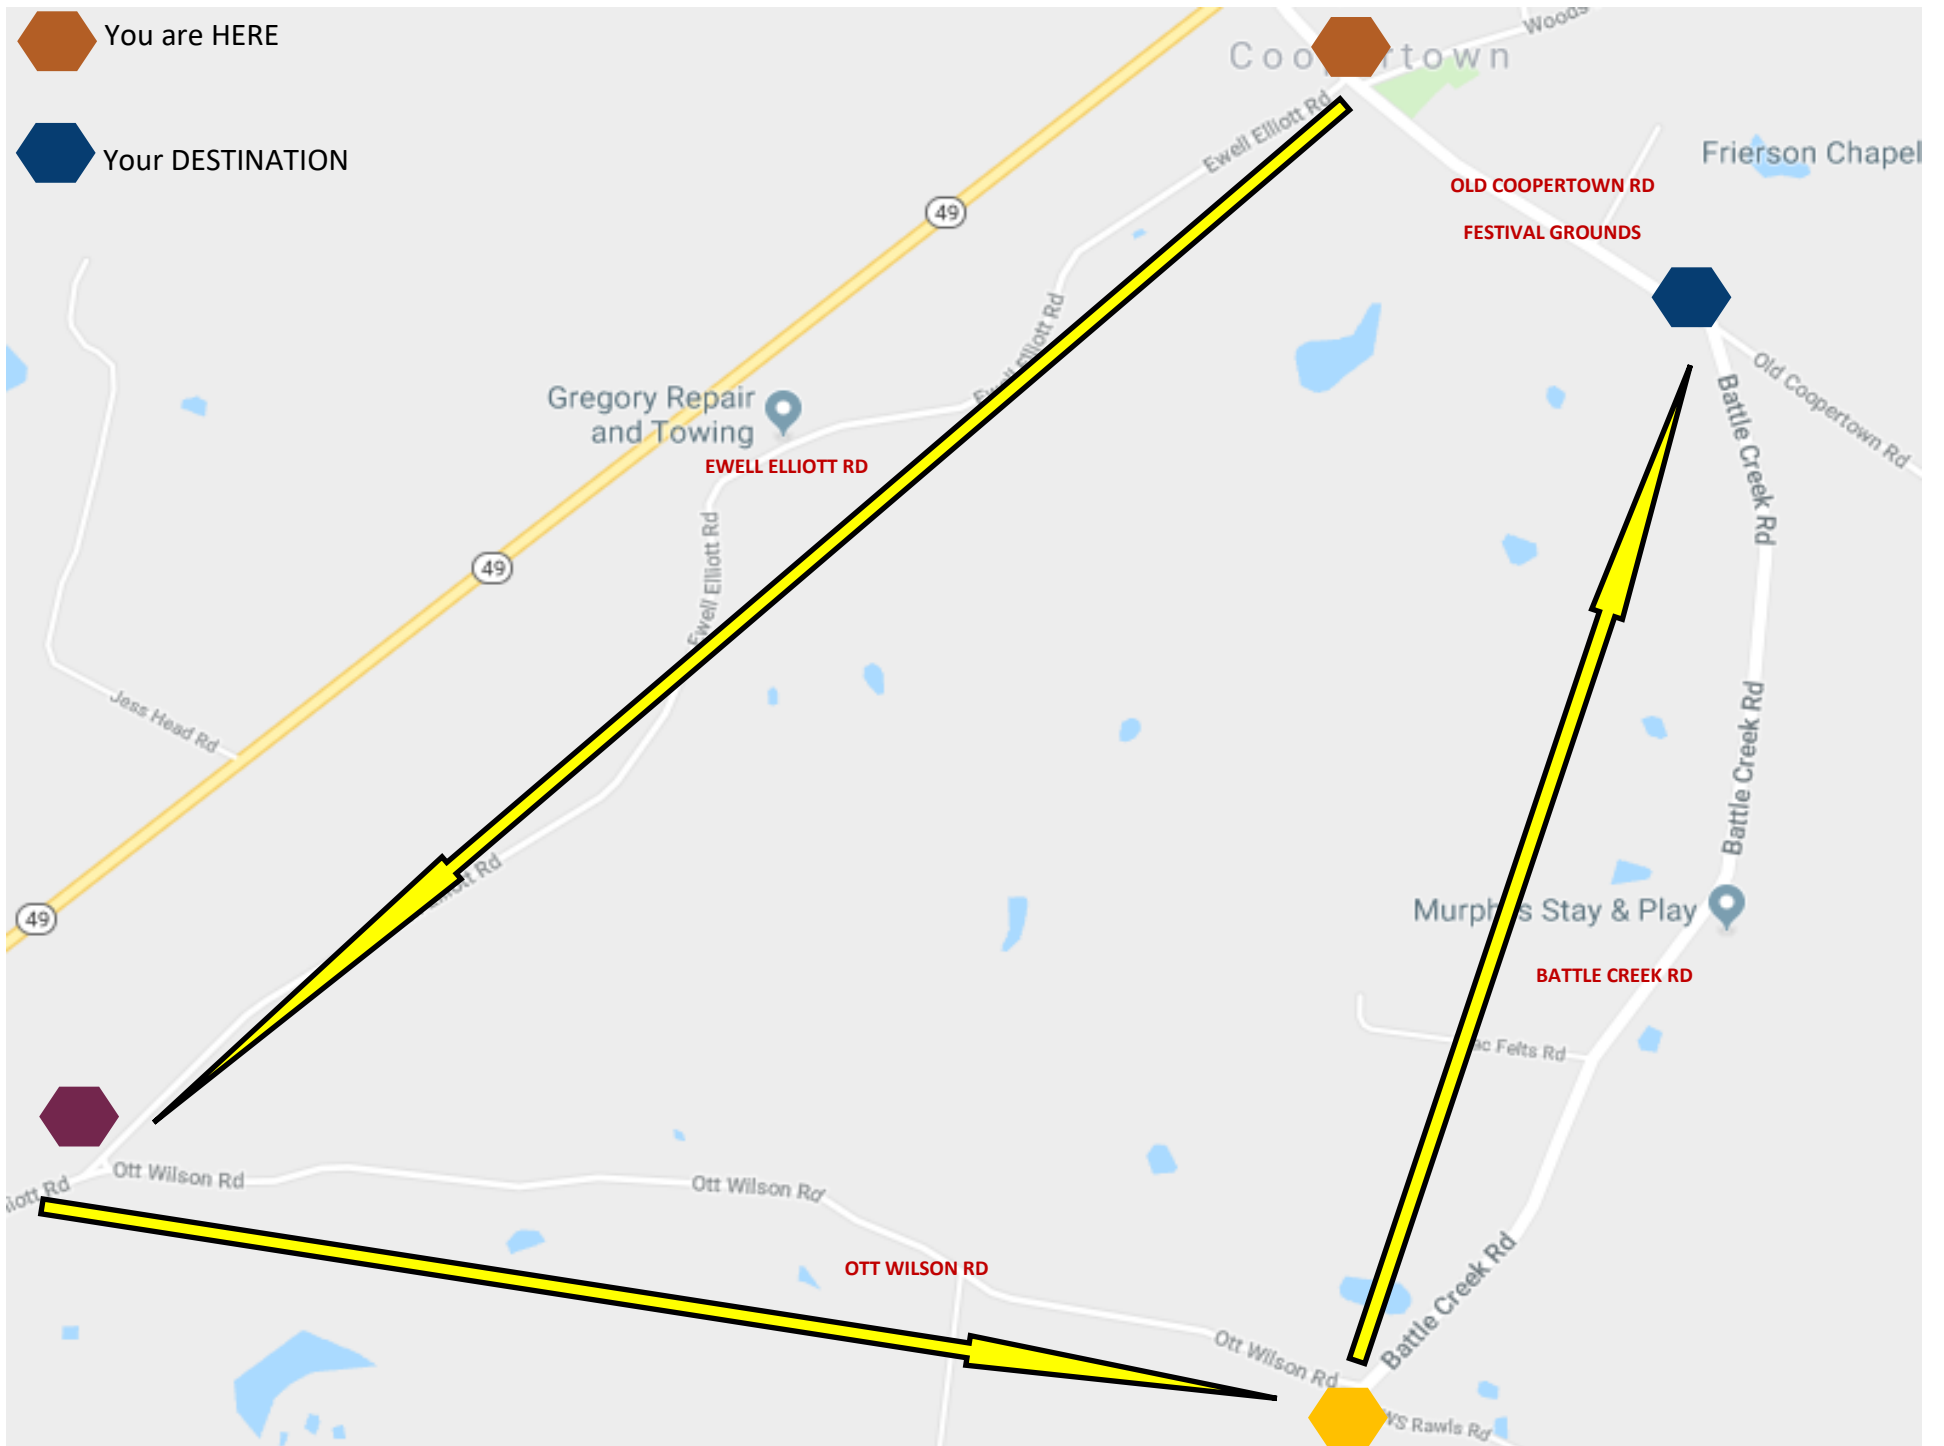 You are HERE
Your DESTINATION
Woods
Ewell Elliott Rd
Frierson Chapel
OLD COOPERTOWN RD
FESTIVAL GROUNDS
49
Ewell Elliott Rd
Old Coopertown Rd
Battle Creek Rd
Gregory Repair
and Towing
EWELL ELLIOTT RD
49
Ewell Elliott Rd
Jess Head Rd
Battle Creek Rd
Rd
49
Stay & Play
BATTLE CREEK RD
Felts Rd
Ott Wilson Rd
Ott Wilson Rd
Rd
OTT WILSON RD
Battle Creek Rd
Ott Wilson Rd
WS Rawls Rd